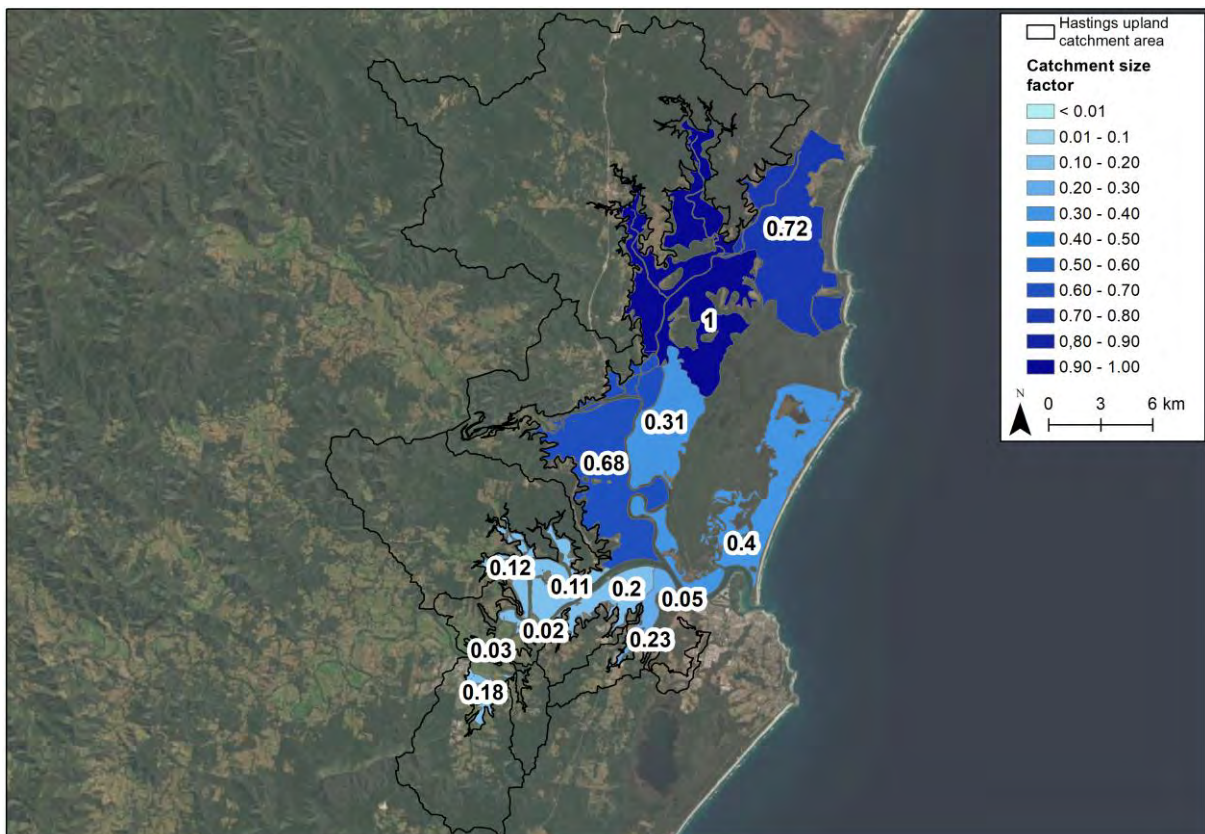 Hastings upland
catchment area
Catchment size
factor
< 0.01
0.01 - 0.1
0.10 - 0.20
0.20 - 0.30
0.30 - 0.40
0.40 - 0.50
0.50 - 0.60
0.60 - 0.70
0.70 - 0.80
0.80 - 0.90
0.90 - 1.00
N
0 3 6 km
0.72
1
0.31
0.68
0.4
0.12
0.11
0.2
0.05
0.02
0.23
0.03
0.18